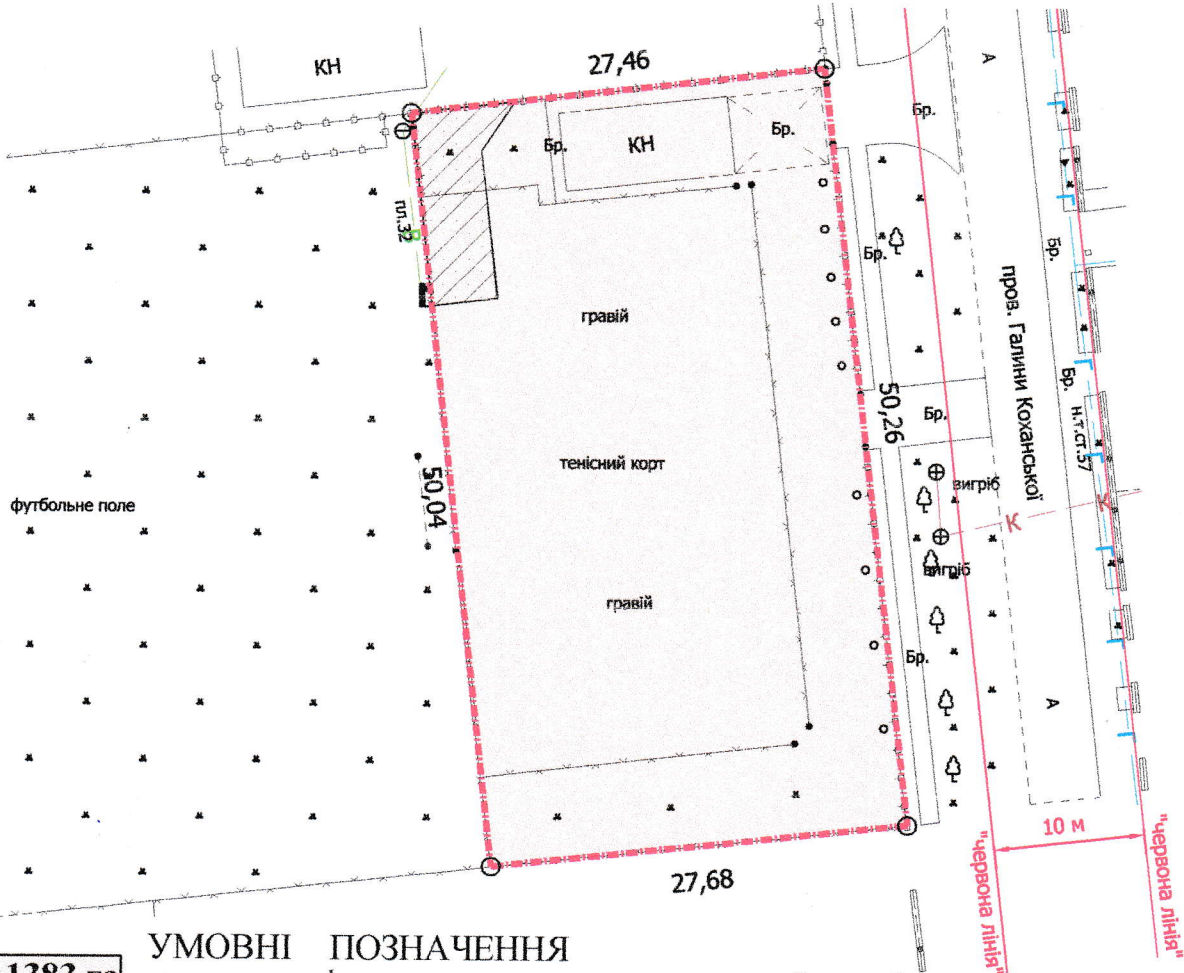 КН
27,46
А
Бр.
КН
Бр.
Бр.
пл.32
Бр.
Бр.
гравій
пров. Галини Коханської
Бр.
50,26
Бр.
н.т.ст.57
тенісний корт
50,04
вигріб
футбольне поле
К
К
вигріб
гравій
Бр.
А
10 м
27,68
"червона лінія"
"червона лінія"
УМОВНІ ПОЗНАЧЕННЯ